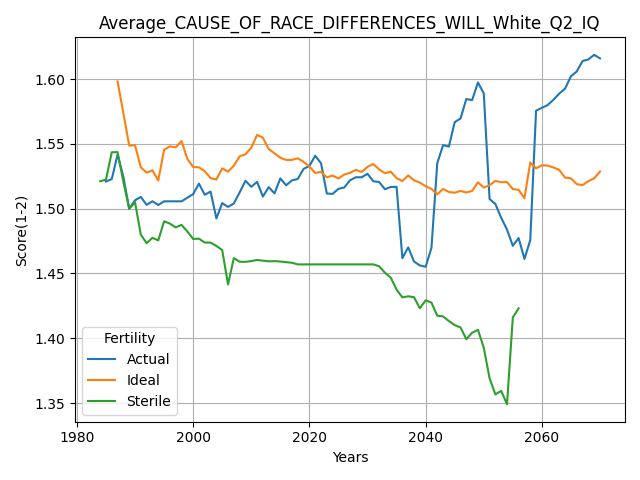 Average_CAUSE_OF_RACE_DIFFERENCES_WILL_White_Q2_IQ
Score(1-2)
1.60
1.55
1.50
1.45
1.40
1.35
Fertility
Actual
Ideal
Sterile
1980
2000
2020
2040
2060
Years